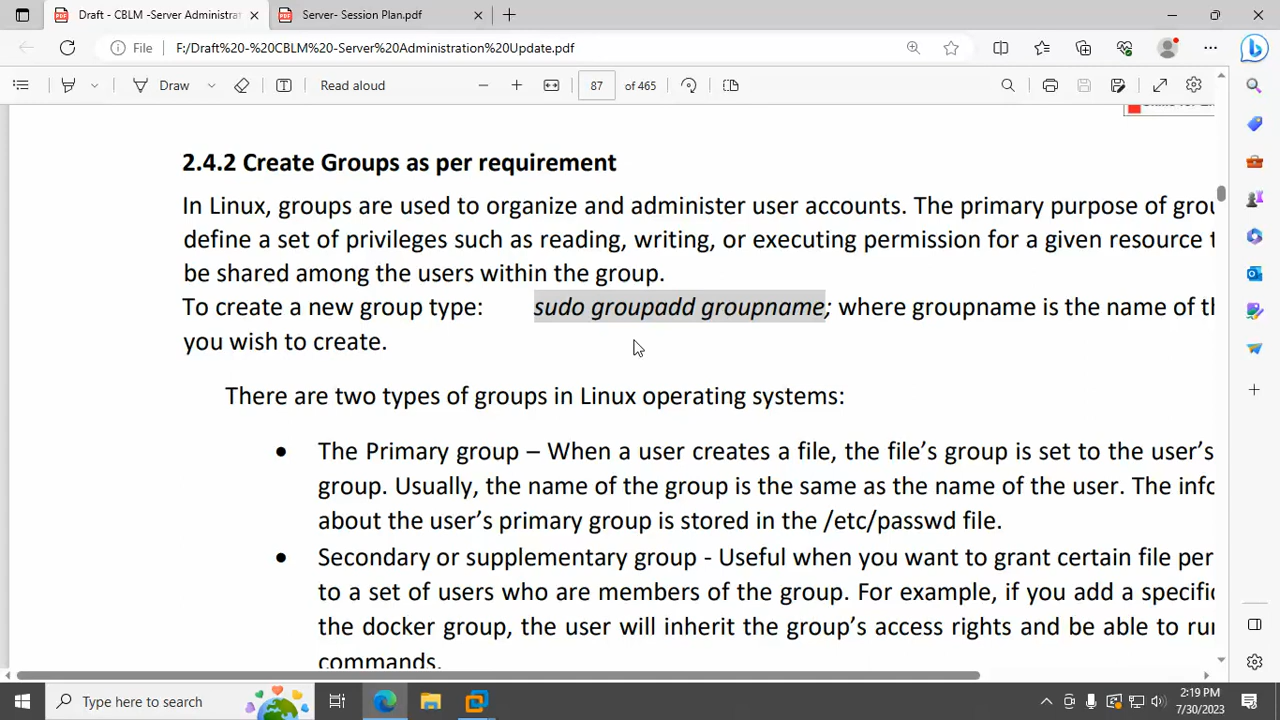 Draft - CBLM -Server Administra
Server- Session Plan.pdf
File
F:/Draft%20-%20CBLM%20-Server%20Administration%20Update.pdf
Draw
Read aloud
87
of 465
2.4.2 Create Groups as per requirement
In Linux, groups are used to organize and administer user accounts. The primary purpose of grou
define a set of privileges such as reading, writing, or executing permission for a given resource t
be shared among the users within the group.
To create a new group type: sudo groupadd groupname; where groupname is the name of th
you wish to create.
There are two types of groups in Linux operating systems:
• The Primary group – When a user creates a file, the file’s group is set to the user’s
group. Usually, the name of the group is the same as the name of the user. The info
about the user’s primary group is stored in the /etc/passwd file.
• Secondary or supplementary group - Useful when you want to grant certain file per
to a set of users who are members of the group. For example, if you add a specific
the docker group, the user will inherit the group’s access rights and be able to run
commands.
Type here to search
2:19 PM
7/30/2023